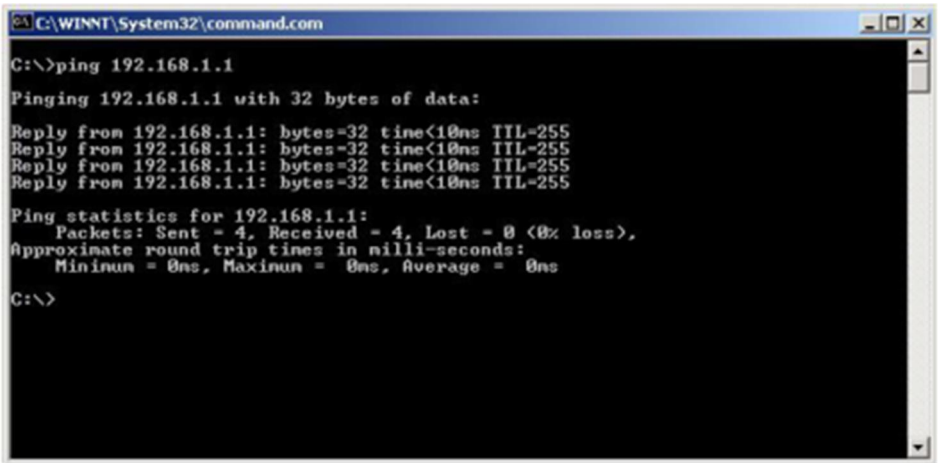 C:\WINNT\System32\command.com
C:\>ping 192.168.1.1
Pinging 192.168.1.1 with 32 bytes of data:
Reply from 192.168.1.1: bytes=32 time<10ms TTL=255
Reply from 192.168.1.1: bytes=32 time<10ms TTL=255
Reply from 192.168.1.1: bytes=32 time<10ms TTL=255
Reply from 192.168.1.1: bytes=32 time<10ms TTL=255
Ping statistics for 192.168.1.1:
    Packets: Sent = 4, Received = 4, Lost = 0 (0% loss),
Approximate round trip times in milli-seconds:
    Minimum = 0ms, Maximum =  0ms, Average =  0ms
C:\>